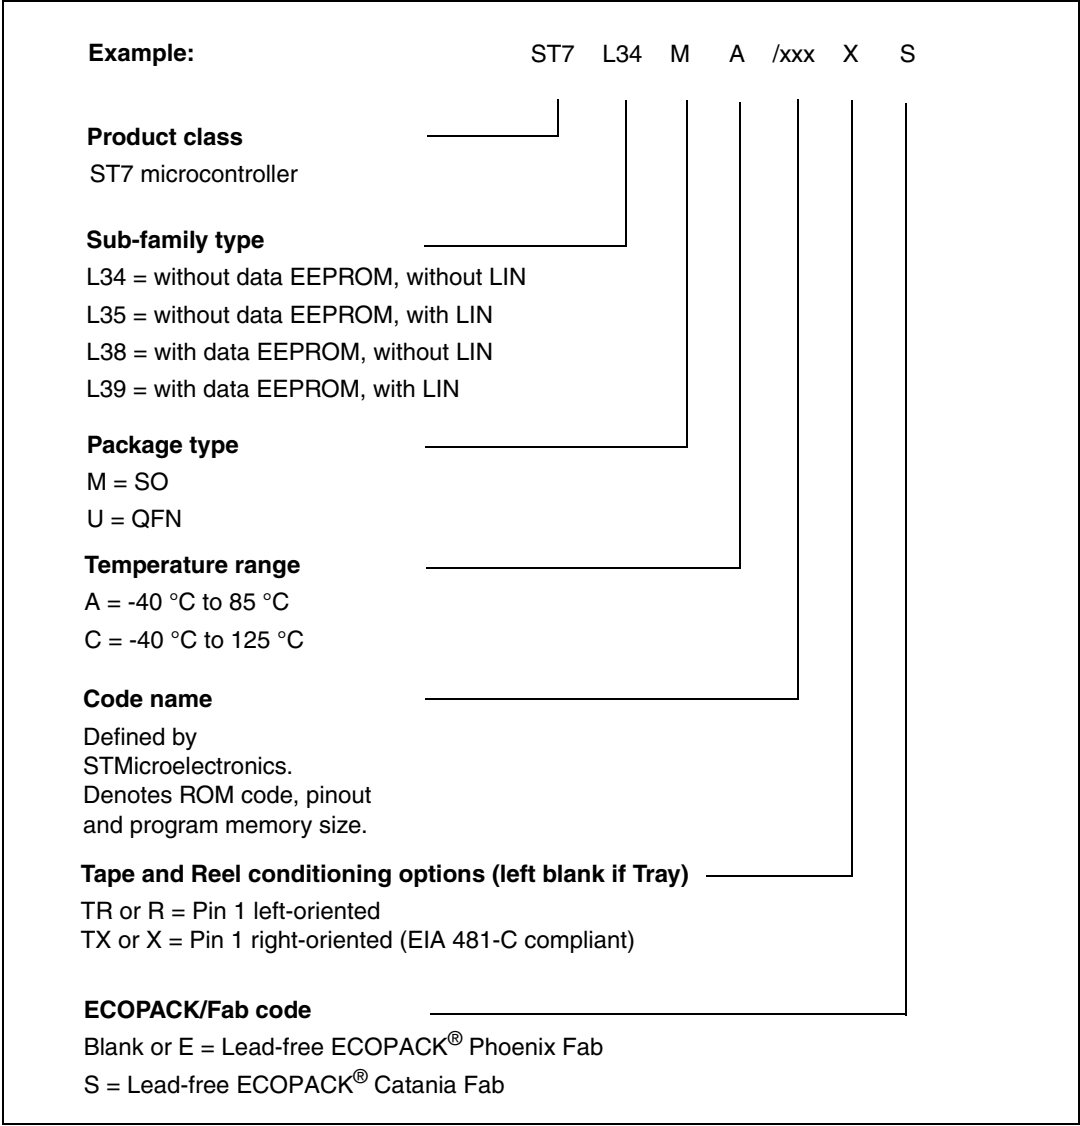 Example: ST7 L34 M A /xxx X S
Product class
ST7 microcontroller
Sub-family type
L34 = without data EEPROM, without LIN
L35 = without data EEPROM, with LIN
L38 = with data EEPROM, without LIN
L39 = with data EEPROM, with LIN
Package type
M = SO
U = QFN
Temperature range
A = -40 °C to 85 °C
C = -40 °C to 125 °C
Code name
Defined by
STMicroelectronics.
Denotes ROM code, pinout
and program memory size.
Tape and Reel conditioning options (left blank if Tray)
TR or R = Pin 1 left-oriented
TX or X = Pin 1 right-oriented (EIA 481-C compliant)
ECOPACK/Fab code
Blank or E = Lead-free ECOPACK® Phoenix Fab
S = Lead-free ECOPACK® Catania Fab